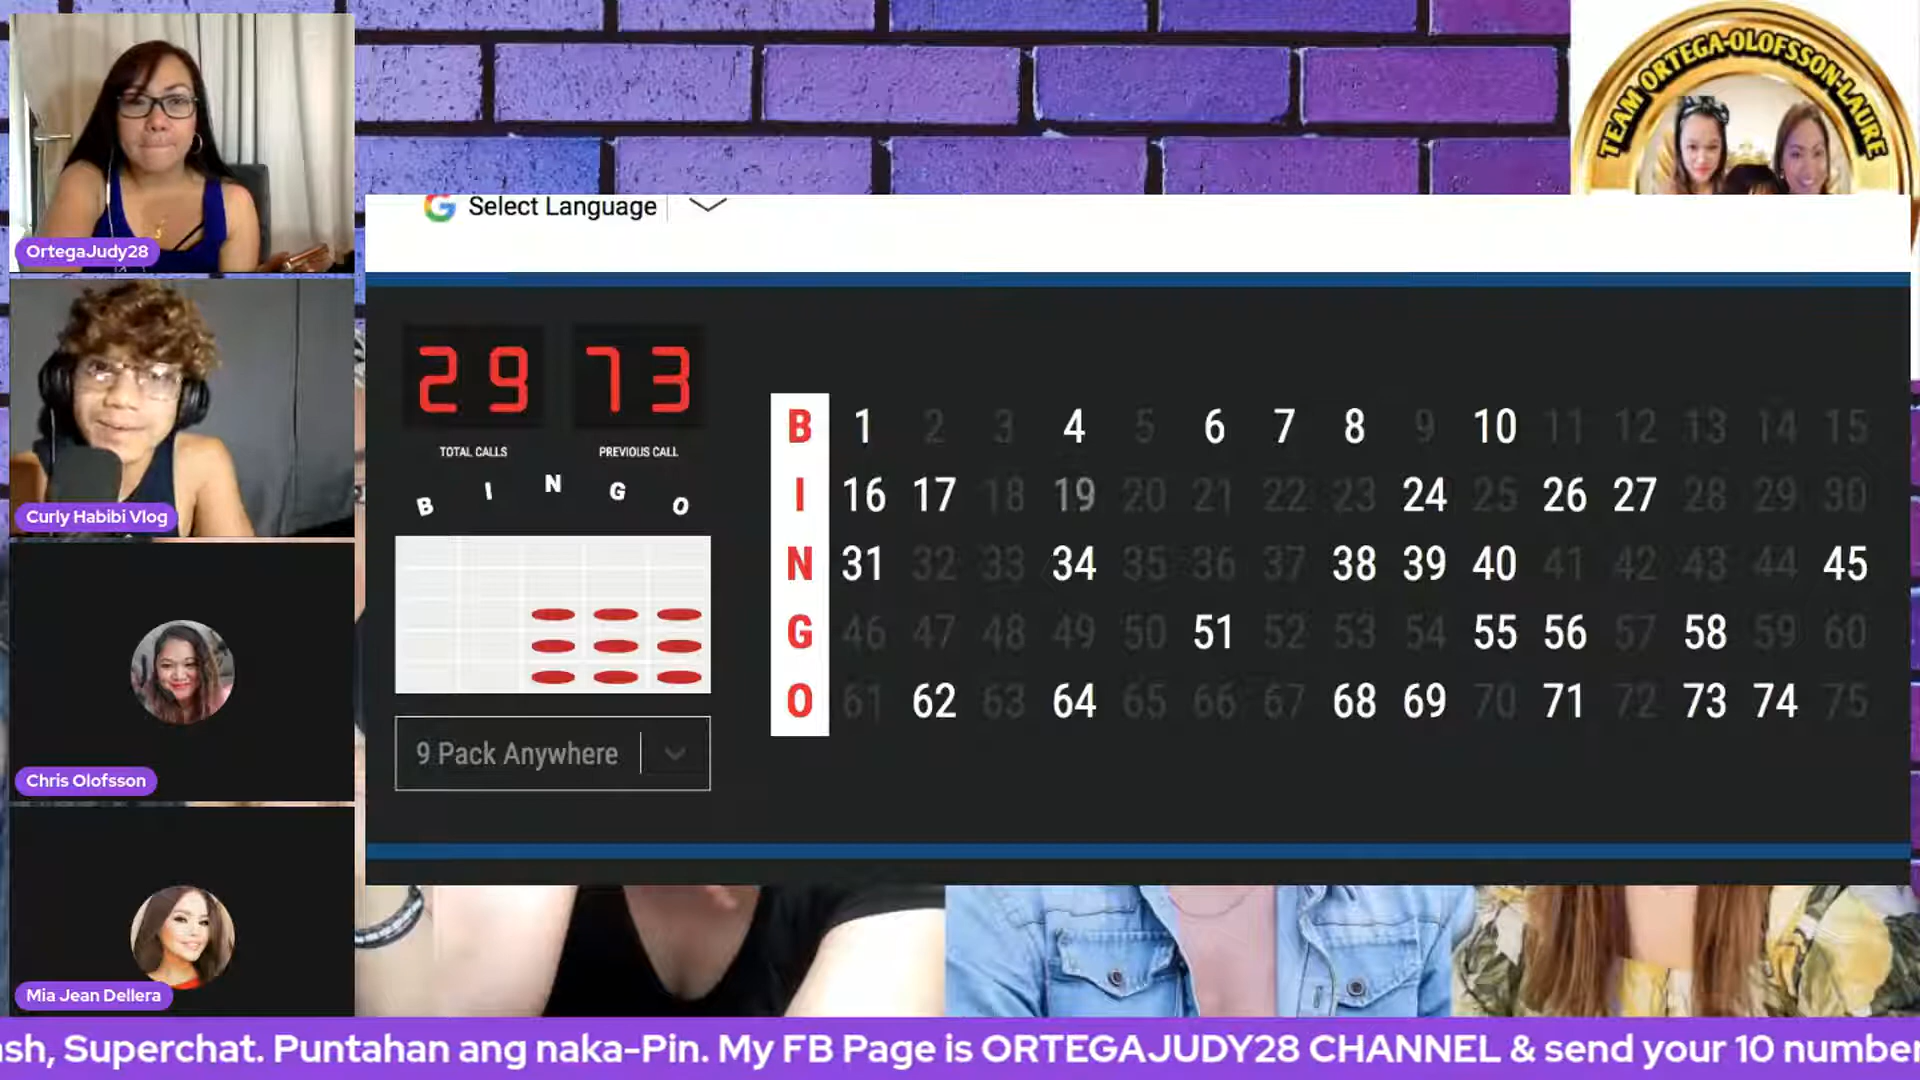 TEAM ORTEGA-OLOFSSON-LAURE
OrtegaJudy28
Select Language
29 73
TOTAL CALLS PREVIOUS CALL
B I N G O
B 1 2 3 4 5 6 7 8 9 10 11 12 13 14 15
I 16 17 18 19 20 21 22 23 24 25 26 27 28 29 30
N 31 32 33 34 35 36 37 38 39 40 41 42 43 44 45
G 46 47 48 49 50 51 52 53 54 55 56 57 58 59 60
O 61 62 63 64 65 66 67 68 69 70 71 72 73 74 75
9 Pack Anywhere
Curly Habibi Vlog
Chris Olofsson
Mia Jean Dellera
sh, Superchat. Puntahan ang naka-Pin. My FB Page is ORTEGAJUDY28 CHANNEL & send your 10 number